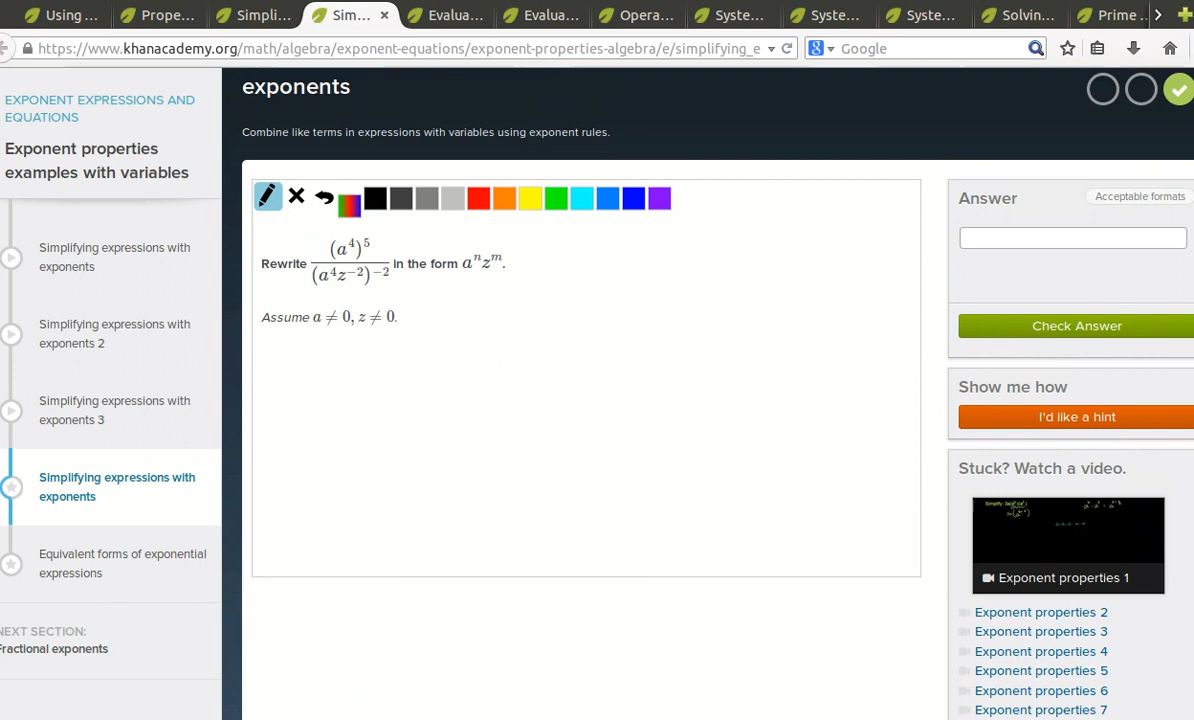 Using ...
Prope...
Simpli...
Sim...
Evalua...
Evalua...
Opera...
Syste...
Syste...
Syste...
Solvin...
Prime ..
https://www.khanacademy.org/math/algebra/exponent-equations/exponent-properties-algebra/e/simplifying_e
Google
EXPONENT EXPRESSIONS AND
EQUATIONS
Exponent properties
examples with variables
Simplifying expressions with
exponents
Simplifying expressions with
exponents 2
Simplifying expressions with
exponents 3
Simplifying expressions with
exponents
Equivalent forms of exponential
expressions
NEXT SECTION:
Fractional exponents
exponents
Combine like terms in expressions with variables using exponent rules.
Rewrite (a⁴)⁵ / (a⁴z⁻²)⁻² in the form aⁿzᵐ.
Assume a ≠ 0, z ≠ 0.
Answer
Acceptable formats
Check Answer
Show me how
I'd like a hint
Stuck? Watch a video.
Exponent properties 1
Exponent properties 2
Exponent properties 3
Exponent properties 4
Exponent properties 5
Exponent properties 6
Exponent properties 7